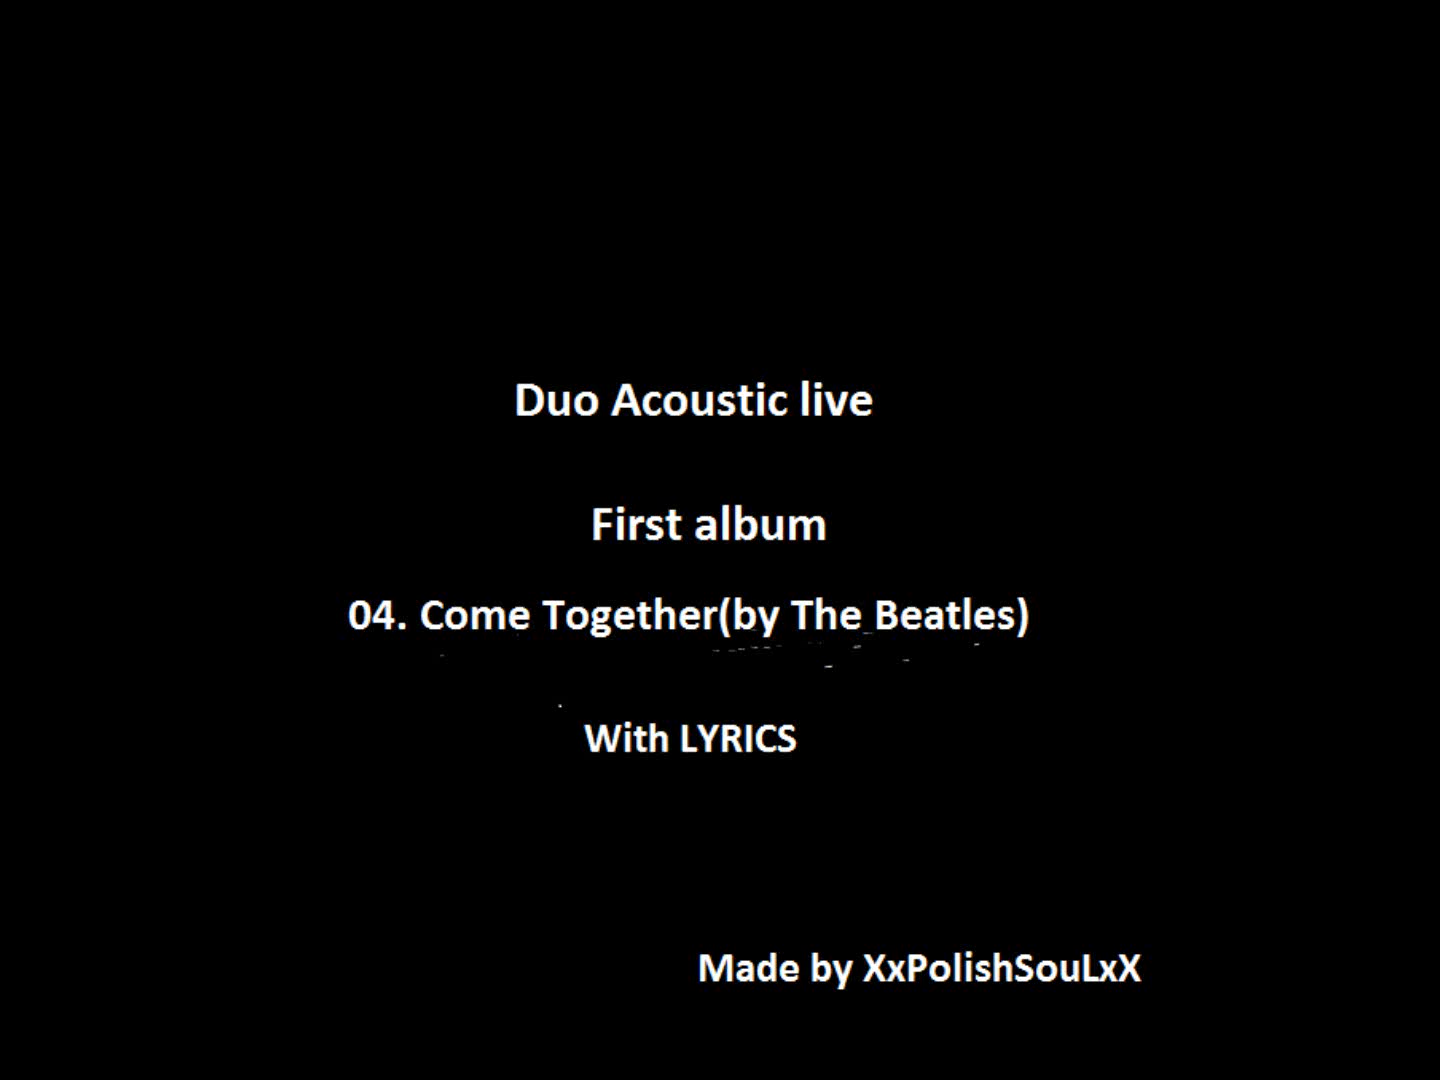 Duo Acoustic live
First album
04. Come Together(by The Beatles)
With LYRICS
Made by XxPolishSouLxX